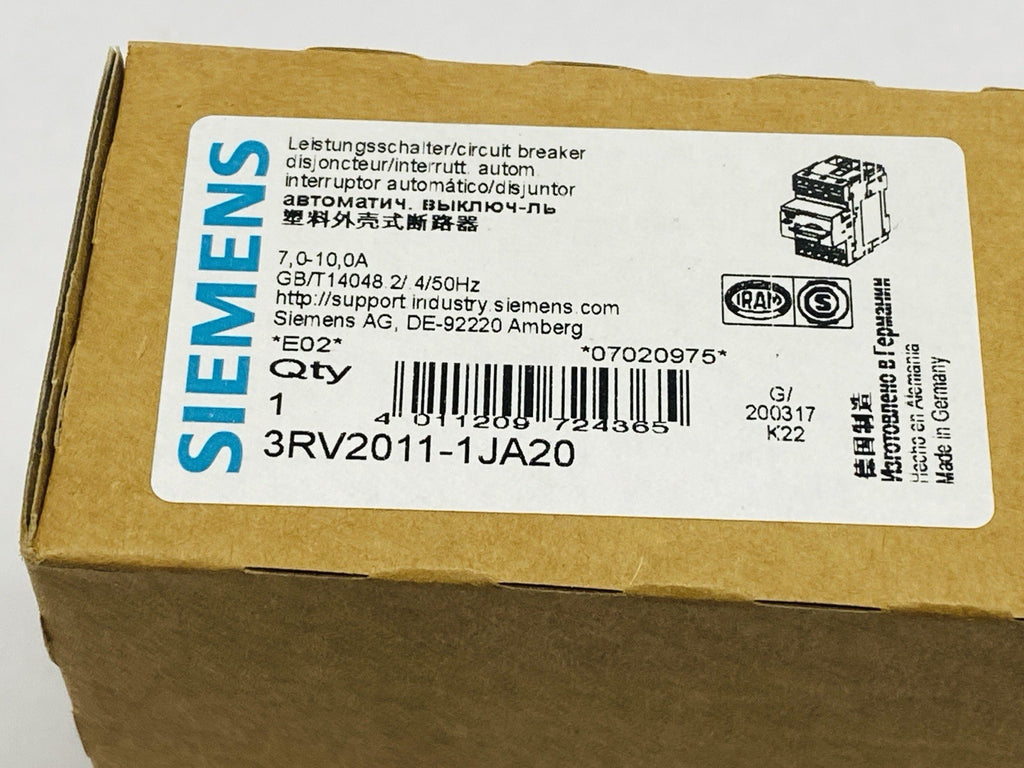 SIEMENS
Leistungsschalter/circuit breaker
disjoncteur/interrutt. autom.
interruptor automático/disjuntor
автоматич. выключ-ль
塑料外壳式断路器
7,0-10,0A
GB/T14048.2/.4/50Hz
http://support.industry.siemens.com
Siemens AG, DE-92220 Amberg
*E02*
*07020975*
Qty
1
4 011209 724365
3RV2011-1JA20
IRAM
S
G/
200317
K22
德国制造
Изготовлено в Германии
Hecho en Alemania
Made in Germany